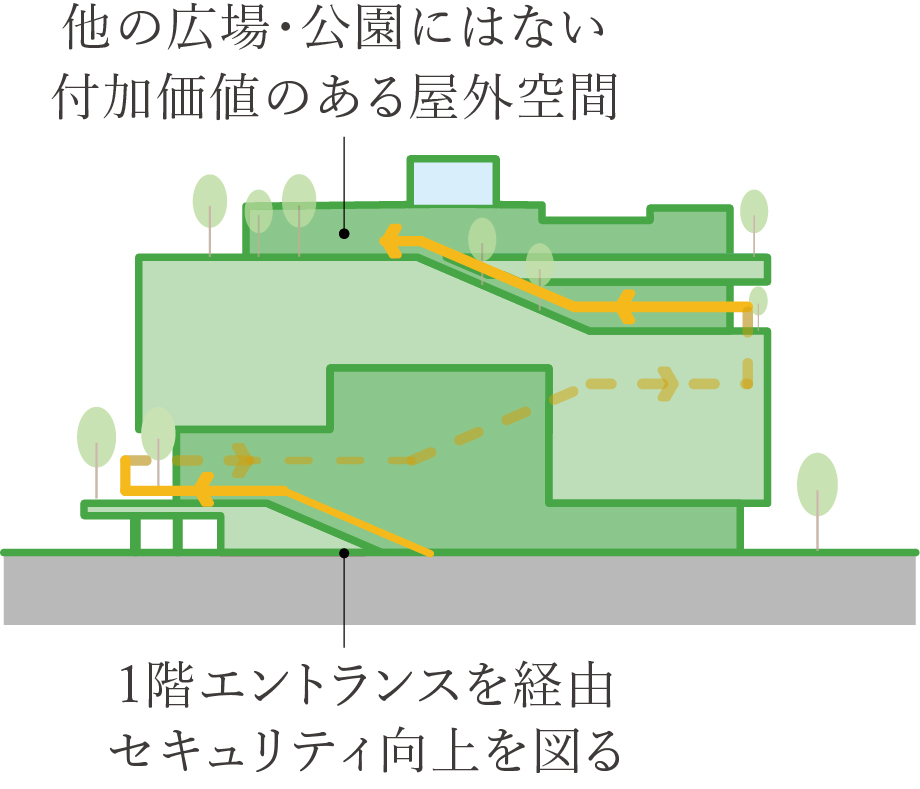 他の広場・公園にはない
付加価値のある屋外空間
1階エントランスを経由
セキュリティ向上を図る